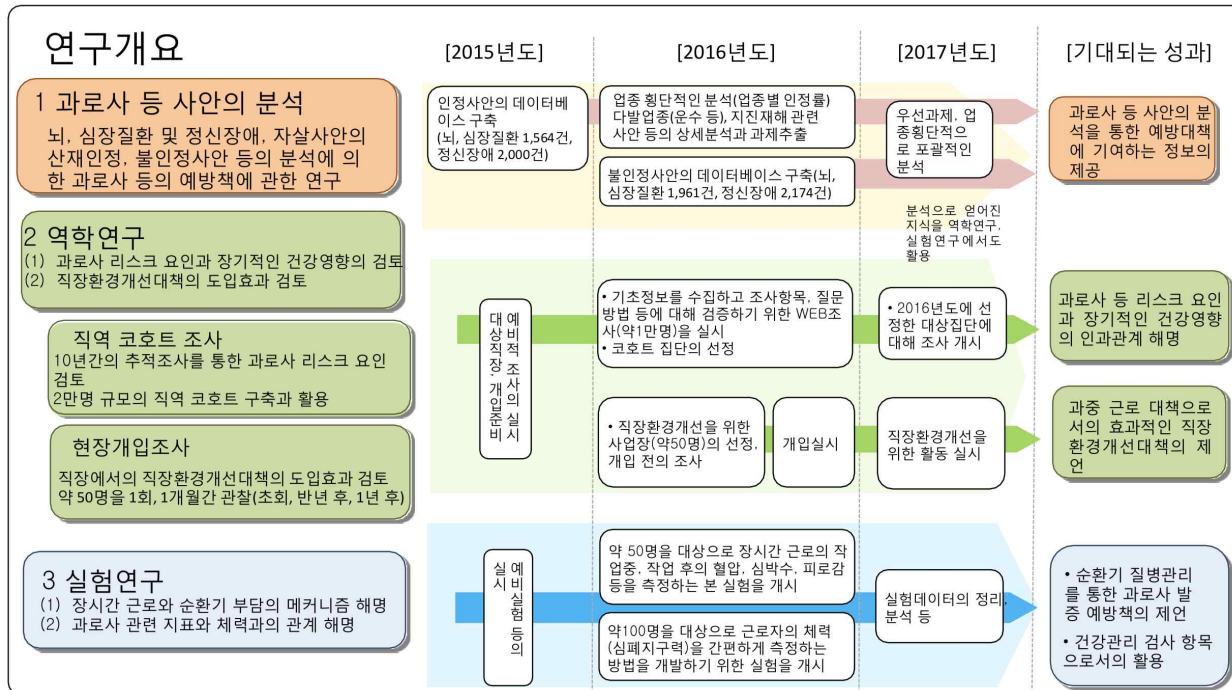 연구개요
[2015년도]
[2016년도]
[2017년도]
[기대되는 성과]
1 과로사 등 사안의 분석
뇌, 심장질환 및 정신장애, 자살사안의
산재인정, 불인정사안 등의 분석에 의
한 과로사 등의 예방책에 관한 연구
인정사안의 데이터베
이스 구축
(뇌, 심장질환 1,564건,
정신장애 2,000건)
업종 횡단적인 분석(업종별 인정률)
다발업종(운수 등), 지진재해 관련
사안 등의 상세분석과 과제추출
불인정사안의 데이터베이스 구축(뇌,
심장질환 1,961건, 정신장애 2,174건)
우선과제, 업
종횡단적으
로 포괄적인
분석
분석으로 얻어진
지식을 역학연구,
실험연구에서도
활용
과로사 등 사안의 분
석을 통한 예방대책
에 기여하는 정보의
제공
2 역학연구
(1) 과로사 리스크 요인과 장기적인 건강영향의 검토
(2) 직장환경개선대책의 도입효과 검토
직역 코호트 조사
10년간의 추적조사를 통한 과로사 리스크 요인
검토
2만명 규모의 직역 코호트 구축과 활용
현장개입조사
직장에서의 직장환경개선대책의 도입효과 검토
약 50명을 1회, 1개월간 관찰(초회, 반년 후, 1년 후)
예비적 조사의 실시
대상직장, 개입준비
• 기초정보를 수집하고 조사항목, 질문
방법 등에 대해 검증하기 위한 WEB조
사(약1만명)을 실시
• 코호트 집단의 선정
• 2016년도에 선
정한 대상집단에
대해 조사 개시
과로사 등 리스크 요인
과 장기적인 건강영향
의 인과관계 해명
• 직장환경개선을 위한
사업장(약50명)의 선정,
개입 전의 조사
개입실시
직장환경개선을
위한 활동 실시
과중 근로 대책으로
서의 효과적인 직장
환경개선대책의 제
언
3 실험연구
(1) 장시간 근로와 순환기 부담의 메커니즘 해명
(2) 과로사 관련 지표와 체력과의 관계 해명
예비실험 등의
실시
약 50명을 대상으로 장시간 근로의 작
업중, 작업 후의 혈압, 심박수, 피로감
등을 측정하는 본 실험을 개시
약100명을 대상으로 근로자의 체력
(심폐지구력)을 간편하게 측정하는
방법을 개발하기 위한 실험을 개시
실험데이터의 정리,
분석 등
• 순환기 질병관리
를 통한 과로사 발
증 예방책의 제언
• 건강관리 검사 항목
으로서의 활용